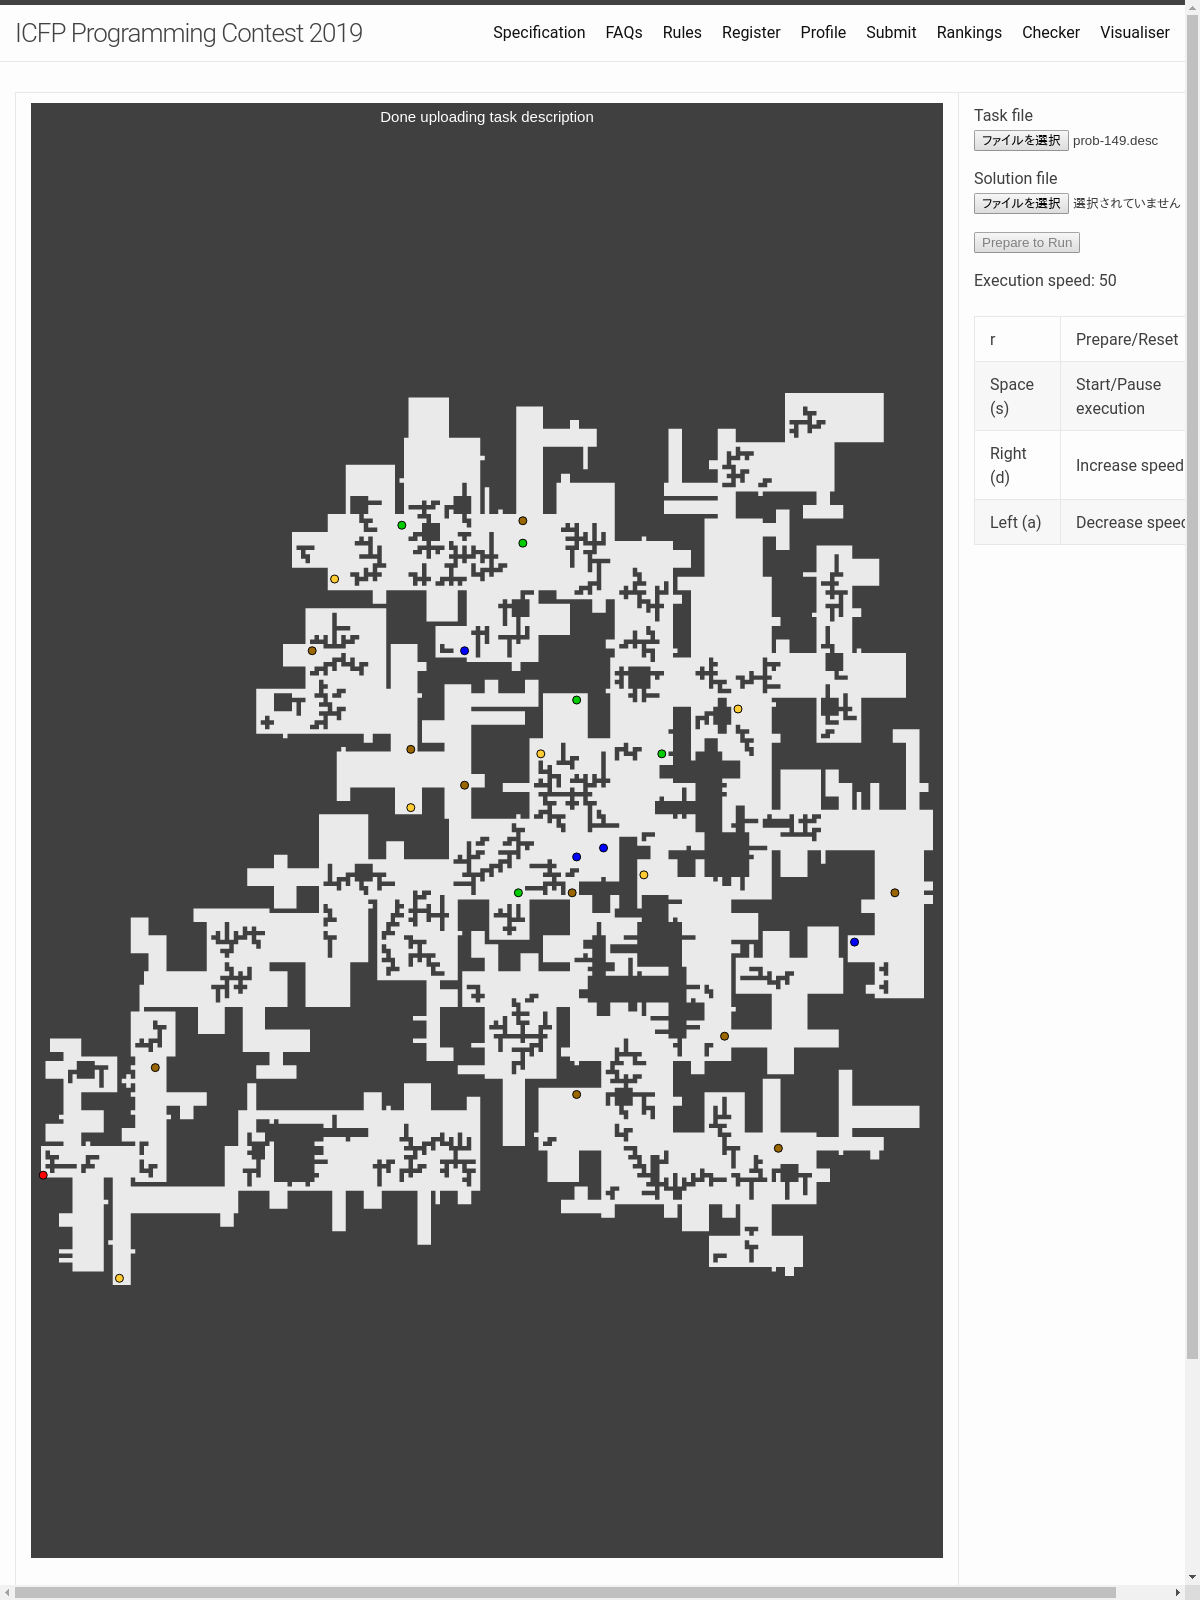 ICFP Programming Contest 2019
Specification FAQs Rules Register Profile Submit Rankings Checker Visualiser
Done uploading task description
Task file
ファイルを選択 prob-149.desc
Solution file
ファイルを選択 選択されていません
Prepare to Run
Execution speed: 50
r Prepare/Reset
Space (s) Start/Pause execution
Right (d) Increase speed
Left (a) Decrease speed